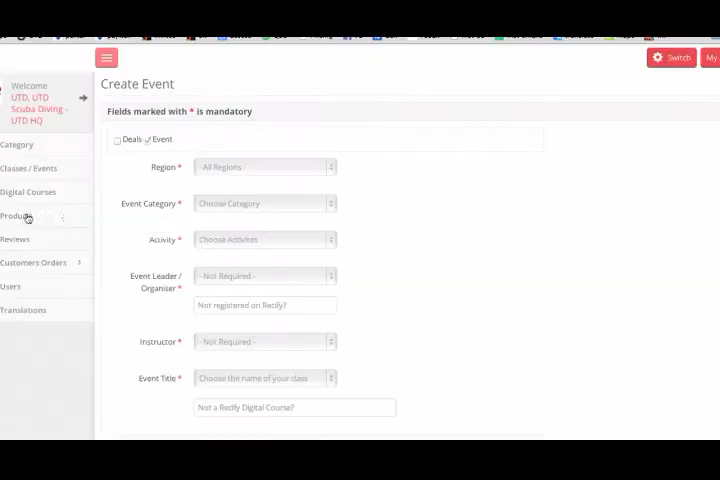 Switch
My
Welcome
UTD, UTD
Scuba Diving -
UTD HQ
Category
Classes / Events
Digital Courses
Reviews
Customers Orders
Users
Translations
Create Event
Fields marked with * is mandatory
Deals Event
Region * - All Regions -
Event Category * Choose Category
Activity * Choose Activites
Event Leader / Organiser * - Not Required -
Not registered on Recify?
Instructor * - Not Required -
Event Title * Choose the name of your class
Not a Recify Digital Course?